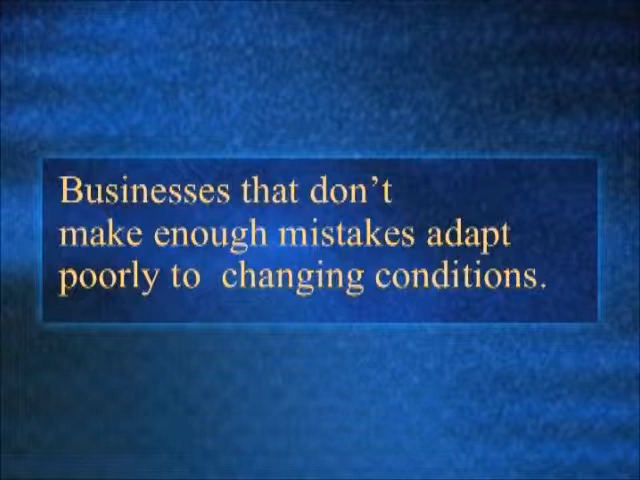 Businesses that don’t
make enough mistakes adapt
poorly to  changing conditions.